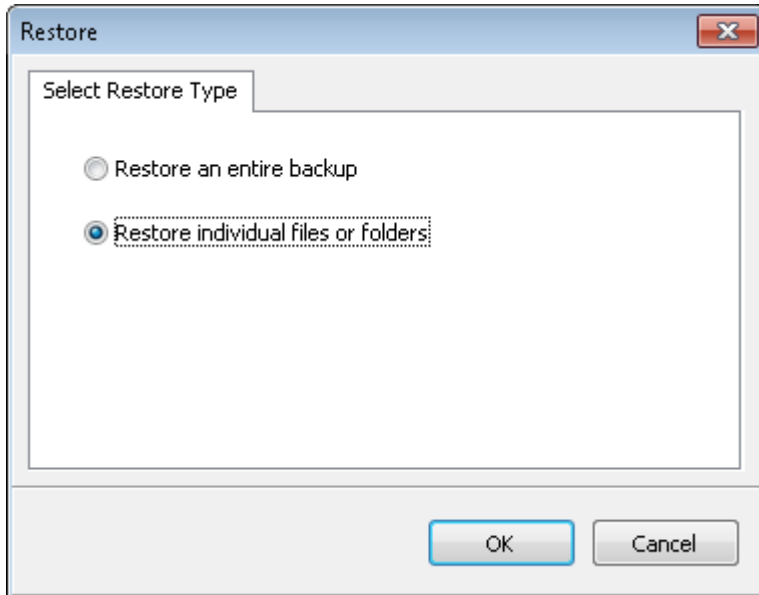 Restore
Select Restore Type
Restore an entire backup
Restore individual files or folders
OK
Cancel